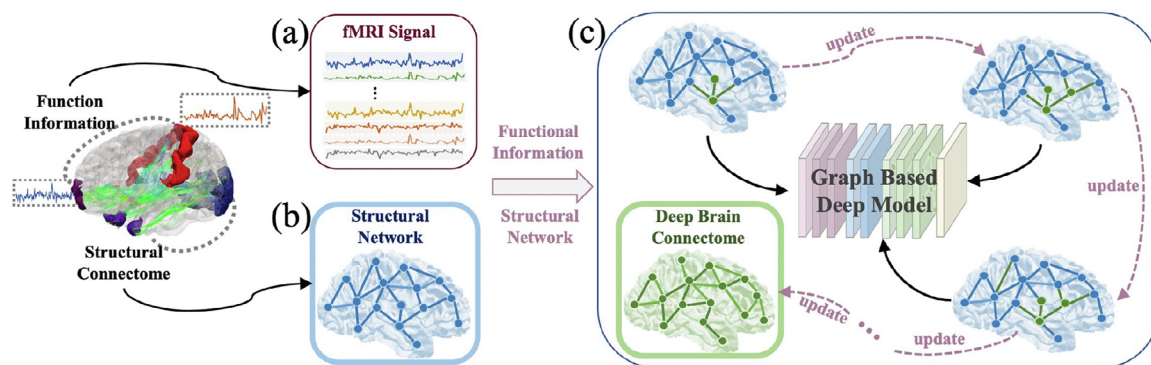 (a)
fMRI Signal
Function
Information
Structural
Connectome
(b)
Structural
Network
Functional
Information
Structural
Network
(c)
update
update
Graph Based
Deep Model
Deep Brain
Connectome
update
update